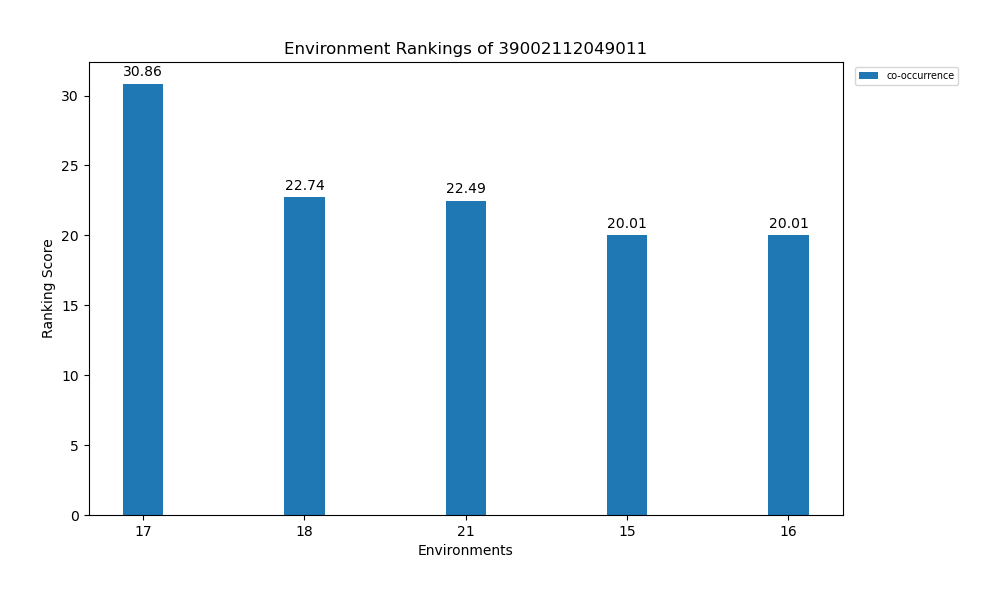 Environment Rankings of 39002112049011
co-occurrence
30.86
22.74
22.49
20.01
20.01
Ranking Score
30
25
20
15
10
5
0
17 18 21 15 16
Environments